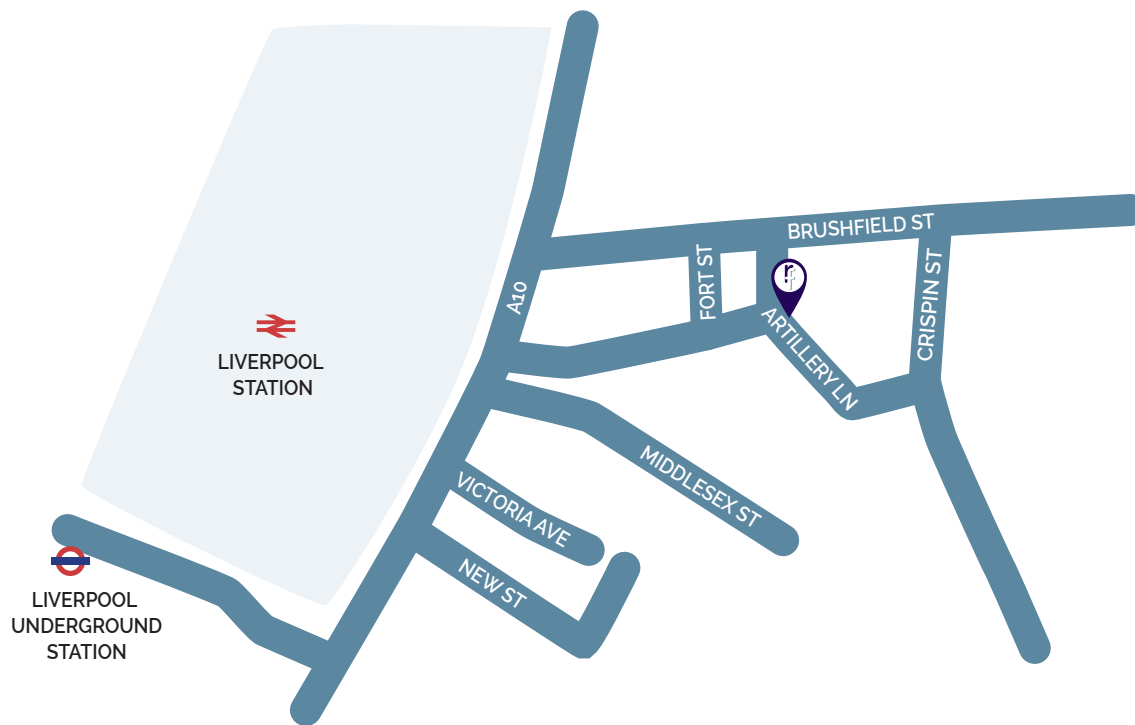 BRUSHFIELD ST
FORT ST
CRISPIN ST
A10
rf
ARTILLERY LN
LIVERPOOL
STATION
MIDDLESEX ST
VICTORIA AVE
NEW ST
LIVERPOOL
UNDERGROUND
STATION